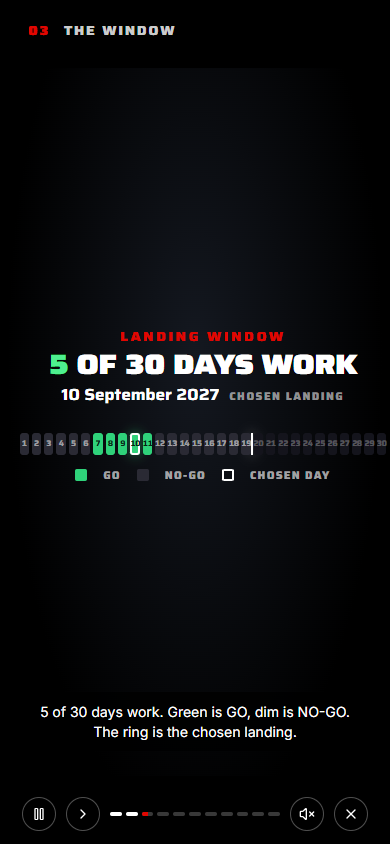 03 THE WINDOW
LANDING WINDOW
5 OF 30 DAYS WORK
10 September 2027 CHOSEN LANDING
1 2 3 4 5 6 7 8 9 10 11 12 13 14 15 16 17 18 19 20 21 22 23 24 25 26 27 28 29 30
GO NO-GO CHOSEN DAY
5 of 30 days work. Green is GO, dim is NO-GO.
The ring is the chosen landing.